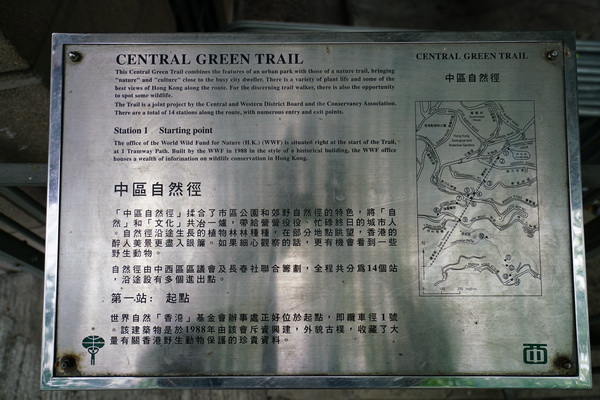 CENTRAL GREEN TRAIL
This Central Green Trail combines the features of an urban park with those of a nature trail, bringing
"nature" and "culture" close to the busy city dweller. There is a variety of plant life and some of the
best views of Hong Kong along the route. For the discerning trail walker, there is also the opportunity
to spot some wildlife.
The Trail is a joint project by the Central and Western District Board and the Conservancy Association.
There are a total of 14 stations along the route, with numerous entry and exit points.
Station 1 Starting point
The office of the World Wild Fund for Nature (H.K.) (WWF) is situated right at the start of the Trail,
at 1 Tramway Path. Built by the WWF in 1988 in the style of a historical building, the WWF office
houses a wealth of information on wildlife conservation in Hong Kong.
中區自然徑
「中區自然徑」揉合了市區公園和郊野自然徑的特色，將「自
然」和「文化」共冶一爐，帶給營營役役、忙碌終日的城市人
。自然徑沿途生長的植物林林種種，在部分地點眺望，香港的
醉人美景更盡入眼簾。如果細心觀察的話，更有機會看到一些
野生動物。
自然徑由中西區區議會及長春社聯合籌劃，全程共分爲14個站
，沿途設有多個進出點。
第一站： 起點
世界自然「香港」基金會辦事處正好位於起點，即纜車徑1號
。該建築物是於1988年由該會斥資興建，外貌古樸，收藏了大
量有關香港野生動物保護的珍貴資料。
CENTRAL GREEN TRAIL
中區自然徑